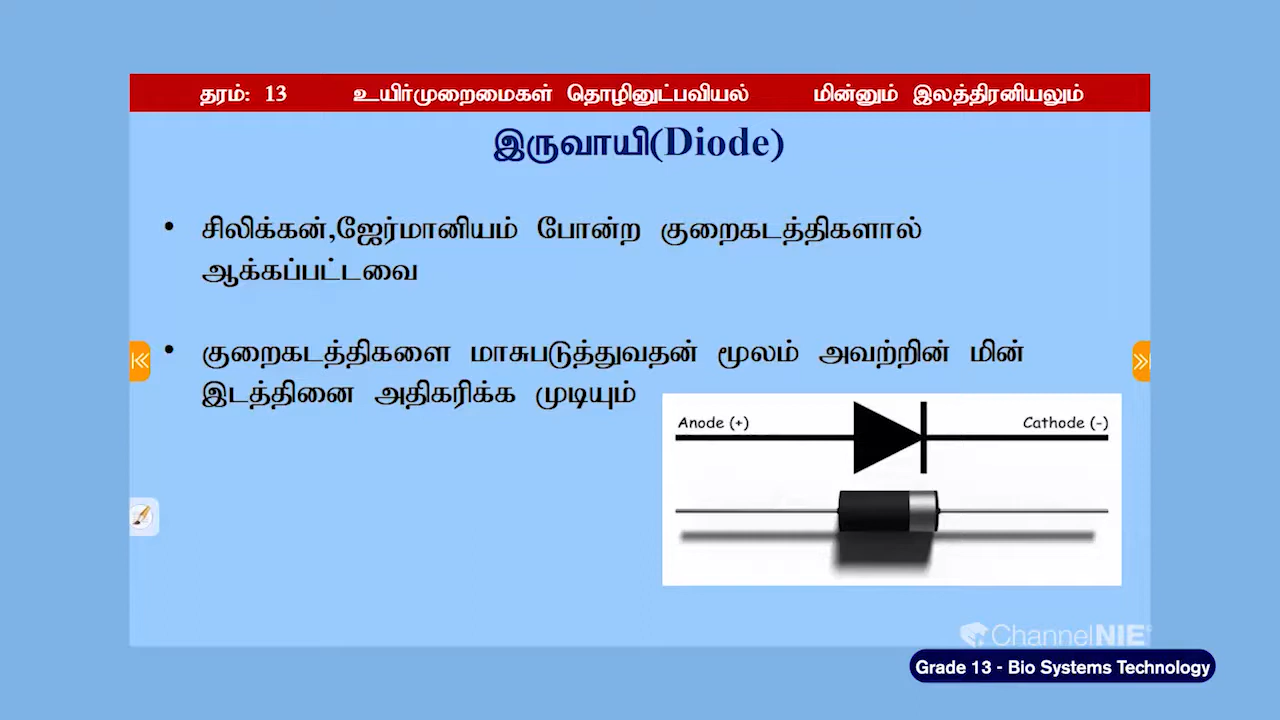 தரம்: 13 உயிர்முறைமைகள் தொழினுட்பவியல் மின்னும் இலத்திரனியலும்
இருவாயி(Diode)
• சிலிக்கன்,ஜேர்மானியம் போன்ற குறைகடத்திகளால்
ஆக்கப்பட்டவை
• குறைகடத்திகளை மாசுபடுத்துவதன் மூலம் அவற்றின் மின்
இடத்தினை அதிகரிக்க முடியும்
Anode (+) Cathode (-)
ChannelNIE
Grade 13 - Bio Systems Technology